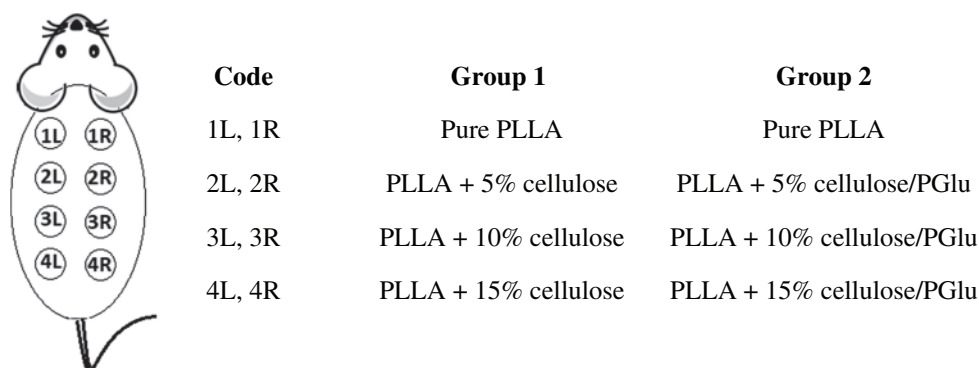 Code Group 1 Group 2
1L 1R 1L, 1R Pure PLLA Pure PLLA
2L 2R 2L, 2R PLLA + 5% cellulose PLLA + 5% cellulose/PGlu
3L 3R 3L, 3R PLLA + 10% cellulose PLLA + 10% cellulose/PGlu
4L 4R 4L, 4R PLLA + 15% cellulose PLLA + 15% cellulose/PGlu